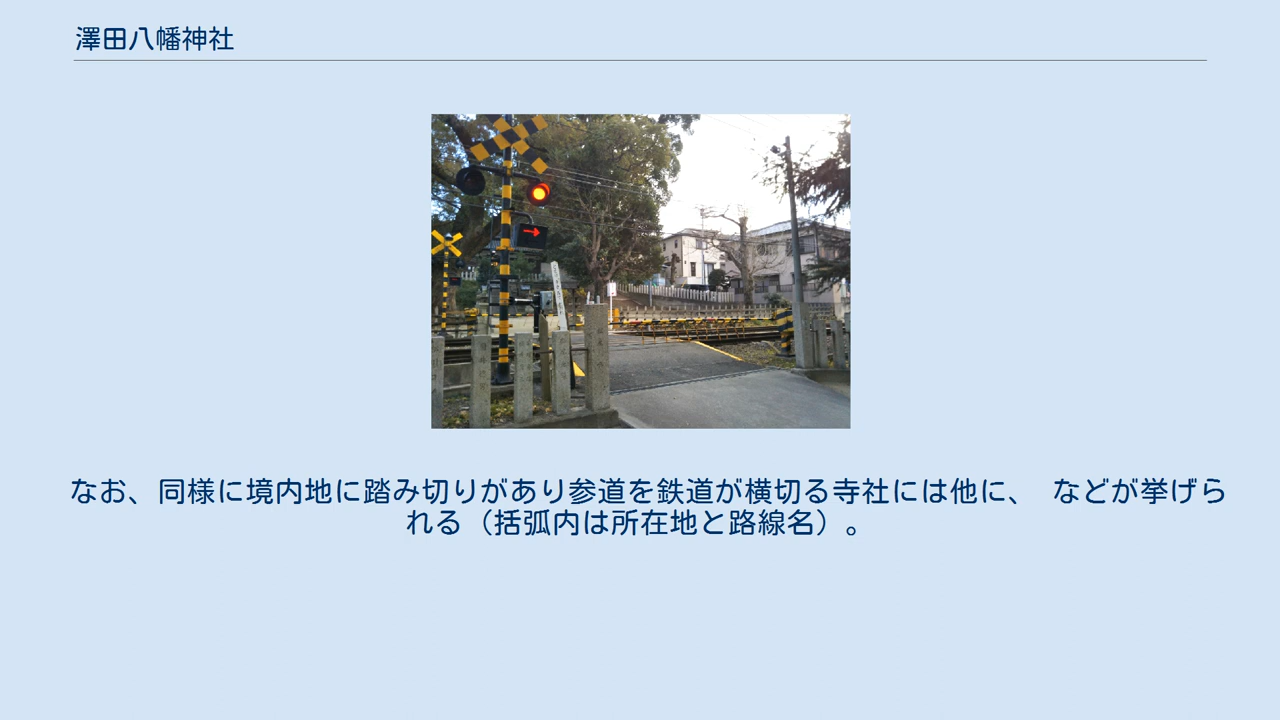 澤田八幡神社
なお、同様に境内地に踏み切りがあり参道を鉄道が横切る寺社には他に、 などが挙げら
れる（括弧内は所在地と路線名）。